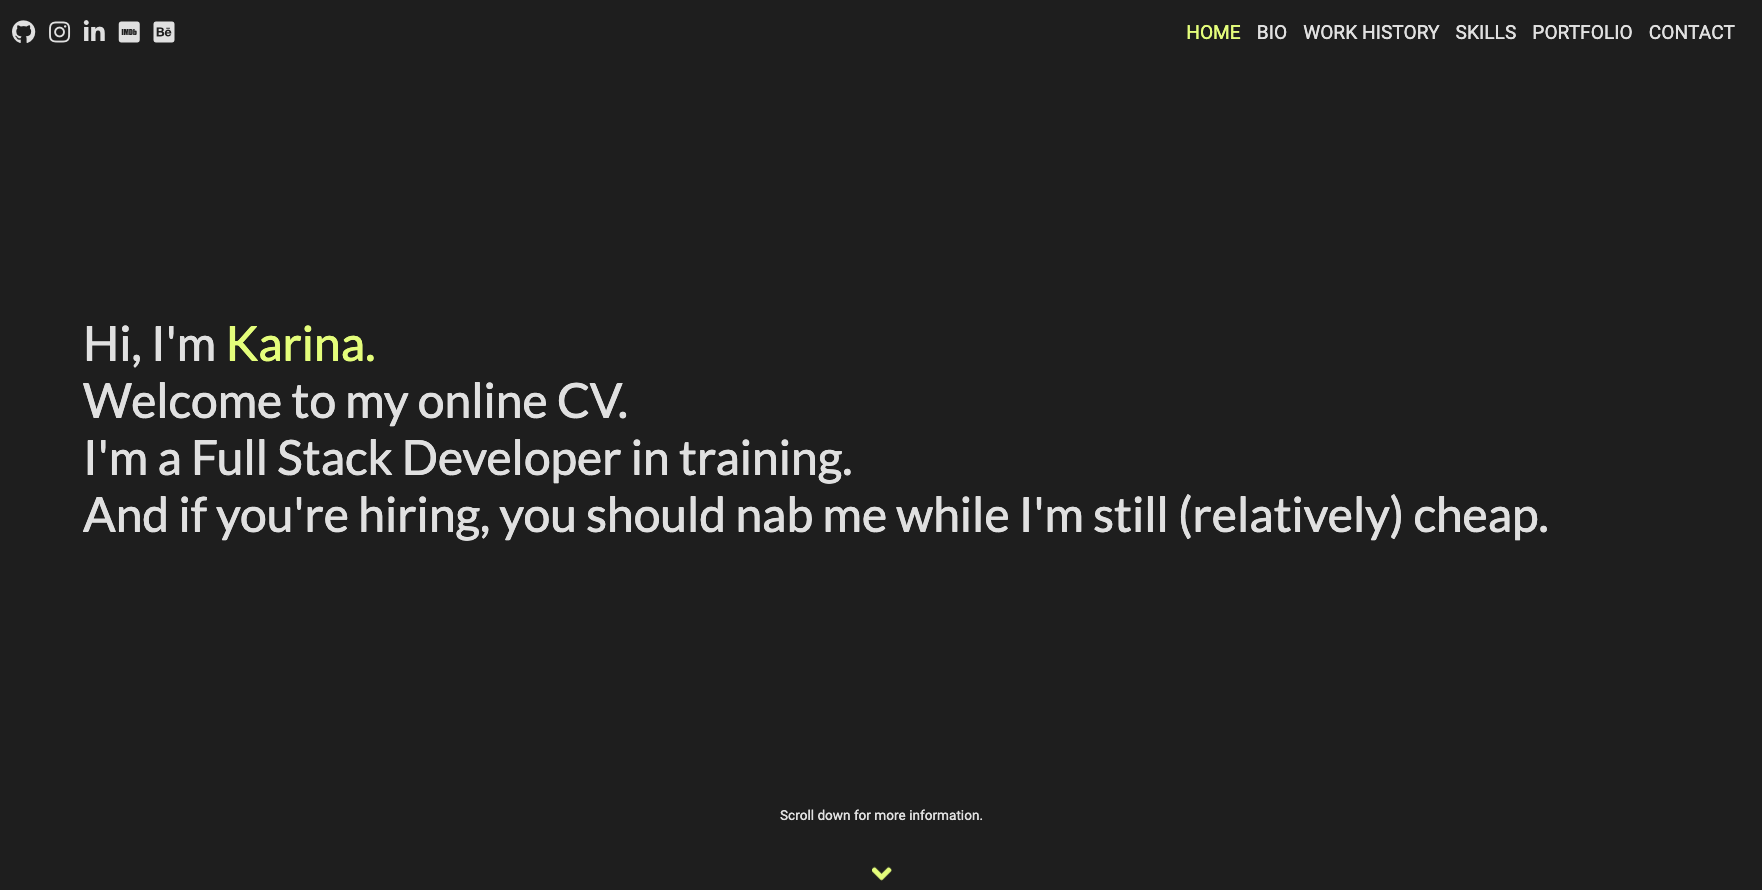 in IMDb Bē
HOME BIO WORK HISTORY SKILLS PORTFOLIO CONTACT
Hi, I'm Karina.
Welcome to my online CV.
I'm a Full Stack Developer in training.
And if you're hiring, you should nab me while I'm still (relatively) cheap.
Scroll down for more information.